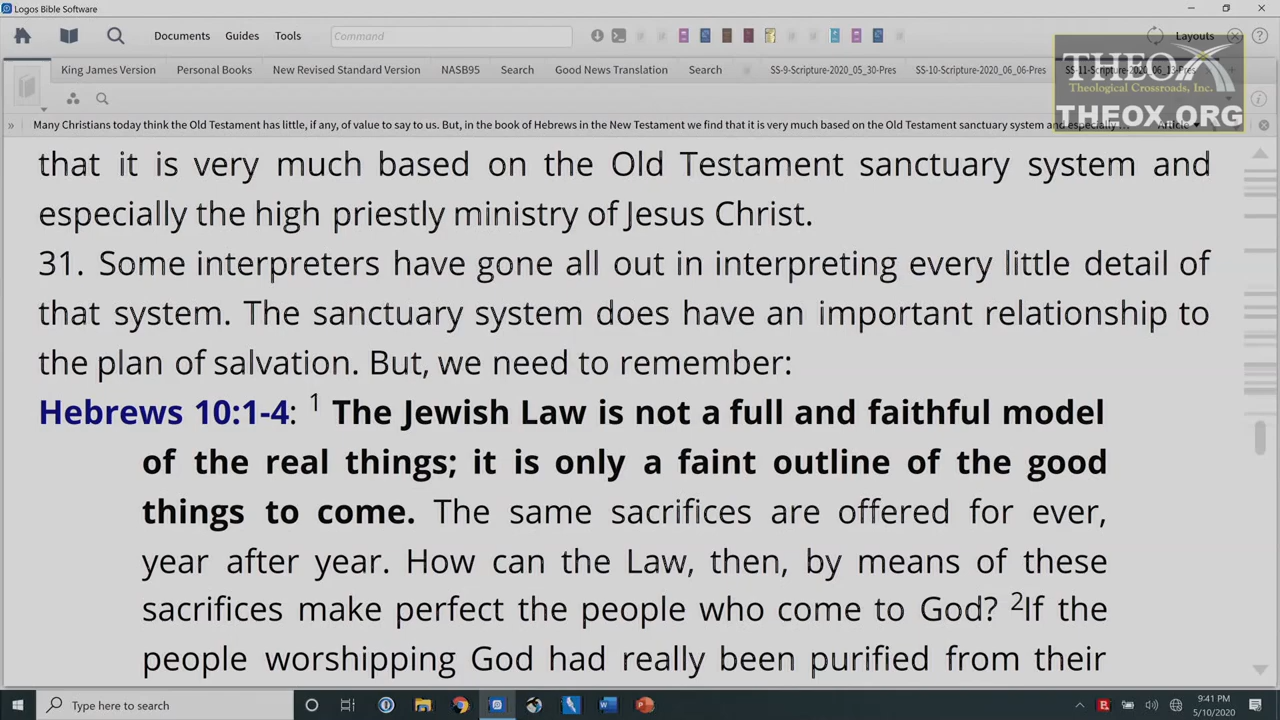 Logos Bible Software
Documents Guides Tools Command Layouts
King James Version Personal Books New Revised Stand 95 Search Good News Translation Search SS-9-Scripture-2020_05_30-Pres SS-10-Scripture-2020_06_06-Pres SS-11-Scripture-2020_06_13-Pres
THEOX
Theological Crossroads, Inc.
THEOX.ORG
Many Christians today think the Old Testament has little, if any, of value to say to us. But, in the book of Hebrews in the New Testament we find that it is very much based on the Old Testament sanctuary system and especially ... Article
that it is very much based on the Old Testament sanctuary system and
especially the high priestly ministry of Jesus Christ.
31. Some interpreters have gone all out in interpreting every little detail of
that system. The sanctuary system does have an important relationship to
the plan of salvation. But, we need to remember:
Hebrews 10:1-4: 1 The Jewish Law is not a full and faithful model
of the real things; it is only a faint outline of the good
things to come. The same sacrifices are offered for ever,
year after year. How can the Law, then, by means of these
sacrifices make perfect the people who come to God? 2If the
people worshipping God had really been purified from their
Type here to search
9:41 PM
5/10/2020